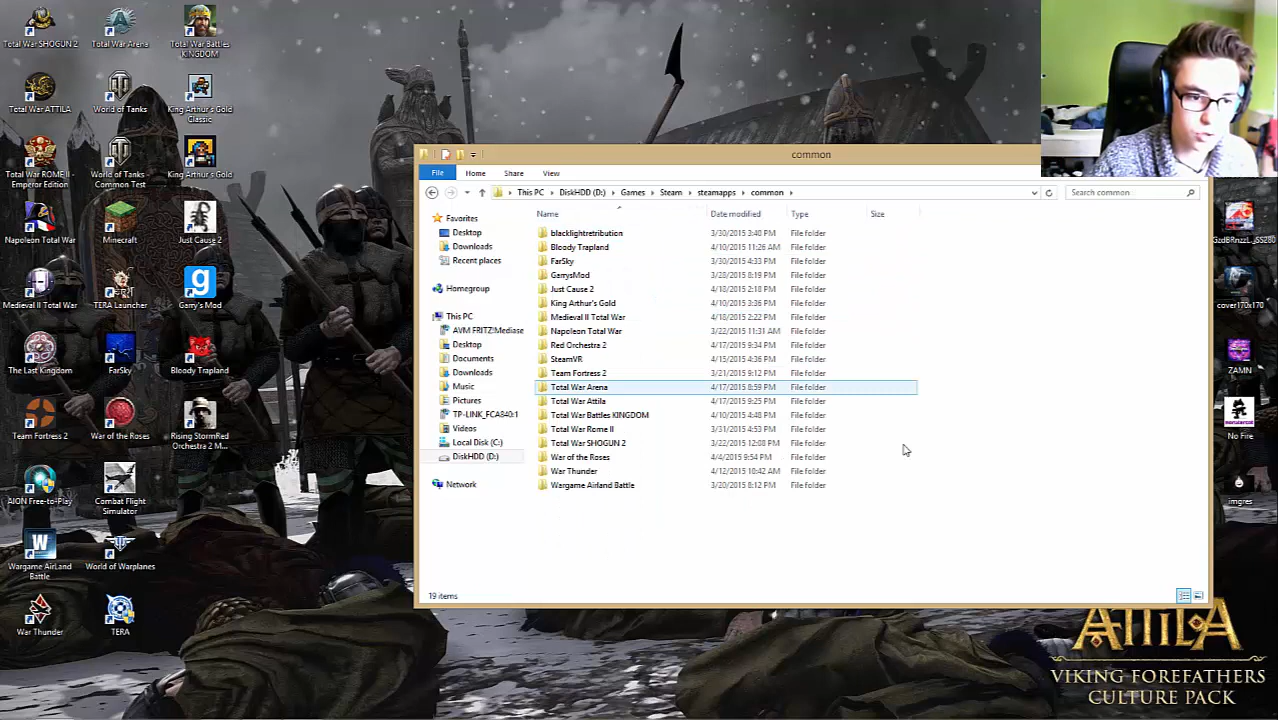 Total War SHOGUN 2
Total War Arena
Total War Battles KINGDOM
Total War ATTILA
World of Tanks
King Arthur's Gold Classic
Total War ROME II - Emperor Edition
World of Tanks - Common Test
King Arthur's Gold
Napoleon Total War
Minecraft
Just Cause 2
Medieval II Total War
TERA Launcher
Garry's Mod
The Last Kingdom
FarSky
Bloody Trapland
Team Fortress 2
War of the Roses
Rising StormRed Orchestra 2 M...
AION Free-to-Play
Combat Flight Simulator
Wargame AirLand Battle
World of Warplanes
War Thunder
TERA
common
File Home Share View
This PC DiskHDD (D:) Games Steam steamapps common
Search common
Name Date modified Type Size
Favorites
Desktop
Downloads
Recent places
Homegroup
This PC
AVM FRITZ!Mediase
Desktop
Documents
Downloads
Music
Pictures
TP-LINK_FCA840:1
Videos
Local Disk (C:)
DiskHDD (D:)
Network
blacklightretribution 3/30/2015 3:40 PM File folder
Bloody Trapland 4/10/2015 11:26 AM File folder
FarSky 3/30/2015 4:33 PM File folder
GarrysMod 3/28/2015 8:19 PM File folder
Just Cause 2 4/18/2015 2:18 PM File folder
King Arthur's Gold 4/10/2015 3:36 PM File folder
Medieval II Total War 4/18/2015 2:22 PM File folder
Napoleon Total War 3/22/2015 11:31 AM File folder
Red Orchestra 2 4/17/2015 9:34 PM File folder
SteamVR 4/15/2015 4:36 PM File folder
Team Fortress 2 3/21/2015 9:12 PM File folder
Total War Arena 4/17/2015 8:59 PM File folder
Total War Attila 4/17/2015 9:25 PM File folder
Total War Battles KINGDOM 4/10/2015 4:48 PM File folder
Total War Rome II 3/31/2015 4:53 PM File folder
Total War SHOGUN 2 3/22/2015 12:08 PM File folder
War of the Roses 4/4/2015 9:54 PM File folder
War Thunder 4/12/2015 10:42 AM File folder
Wargame Airland Battle 3/20/2015 8:12 PM File folder
19 items
GzdBRnzzL._SS280
cover170x170
ZAMN
No Fire
imgres
ATTILA
VIKING FOREFATHERS
CULTURE PACK